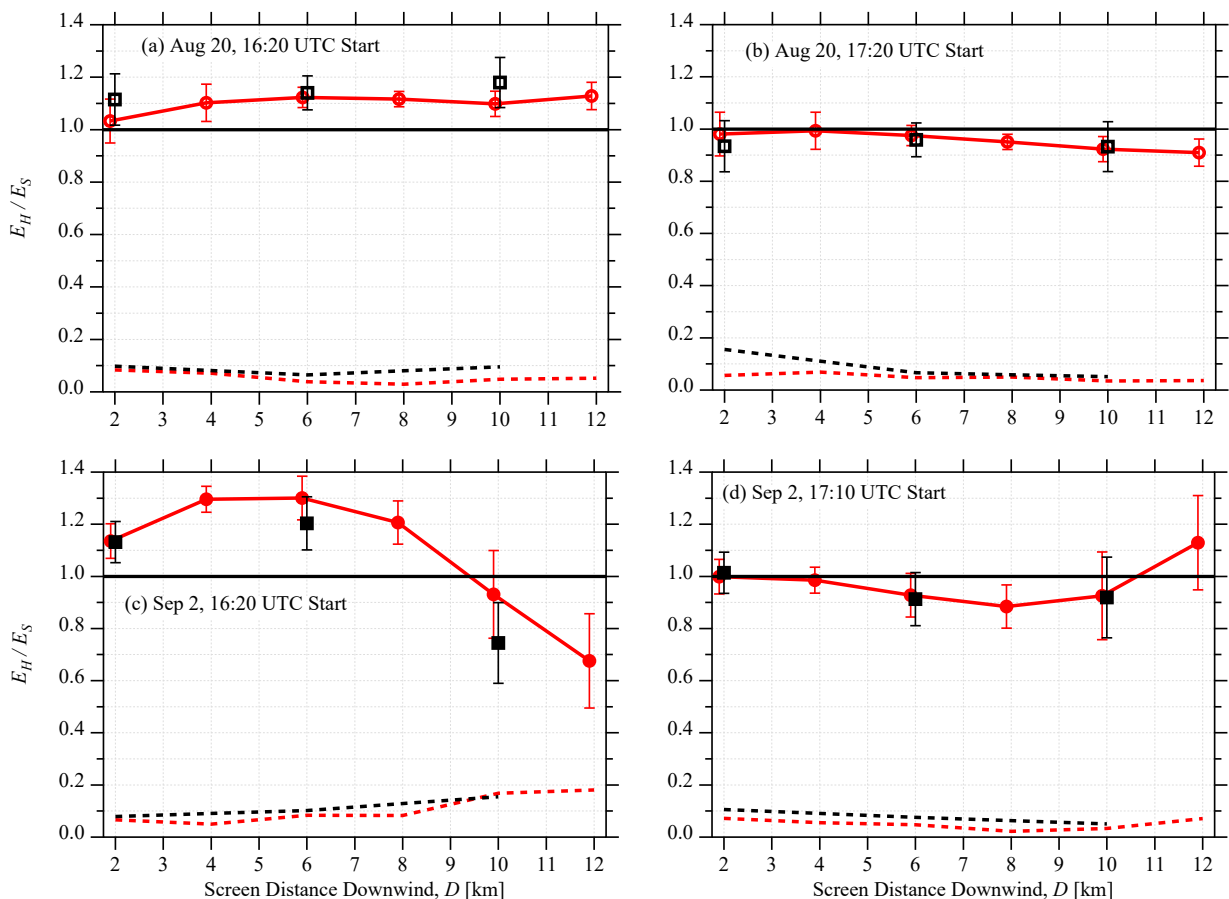 1.4
1.2
1.0
0.8
0.6
0.4
0.2
0.0
E_H / E_S
(a) Aug 20, 16:20 UTC Start
2 3 4 5 6 7 8 9 10 11 12
1.4
1.2
1.0
0.8
0.6
0.4
0.2
0.0
(b) Aug 20, 17:20 UTC Start
2 3 4 5 6 7 8 9 10 11 12
1.4
1.2
1.0
0.8
0.6
0.4
0.2
0.0
E_H / E_S
(c) Sep 2, 16:20 UTC Start
2 3 4 5 6 7 8 9 10 11 12
Screen Distance Downwind, D [km]
1.4
1.2
1.0
0.8
0.6
0.4
0.2
0.0
(d) Sep 2, 17:10 UTC Start
2 3 4 5 6 7 8 9 10 11 12
Screen Distance Downwind, D [km]